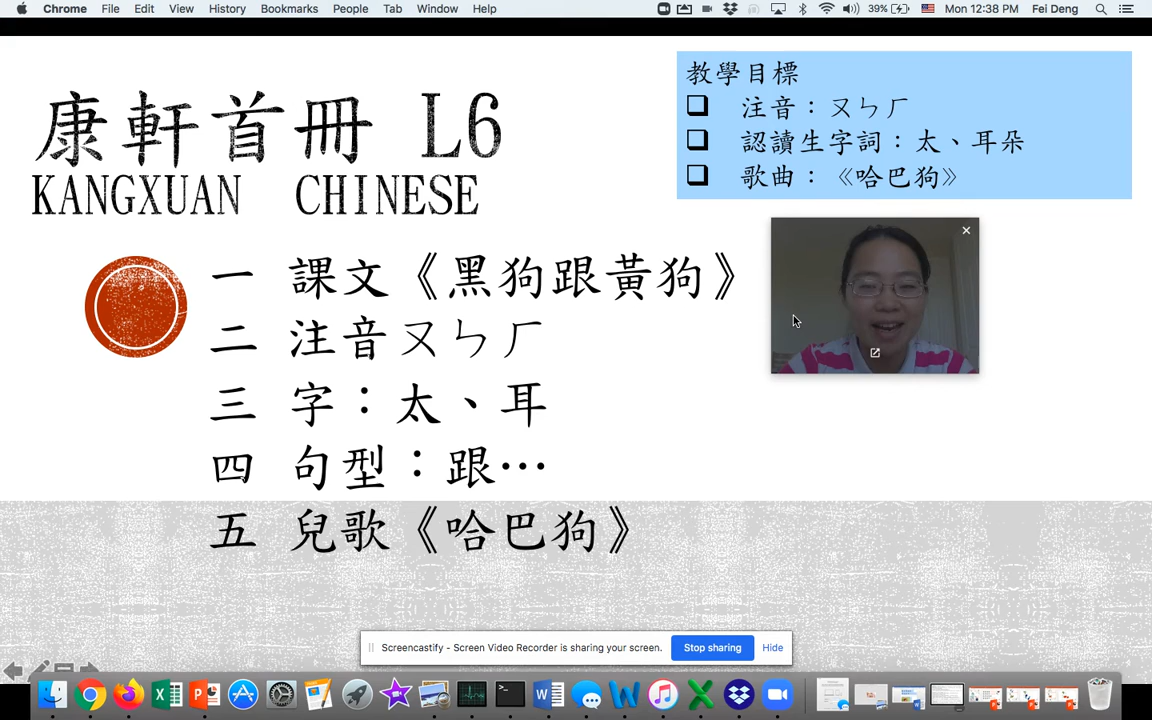 Chrome File Edit View History Bookmarks People Tab Window Help 39% Mon 12:38 PM Fei Deng
康軒首冊 L6
KANGXUAN CHINESE
教學目標
注音：ㄡㄣㄏ
認讀生字詞：太、耳朵
歌曲：《哈巴狗》
一 課文《黑狗跟黃狗》
二 注音ㄡㄣㄏ
三 字：太、耳
四 句型：跟…
五 兒歌《哈巴狗》
Screencastify - Screen Video Recorder is sharing your screen. Stop sharing Hide